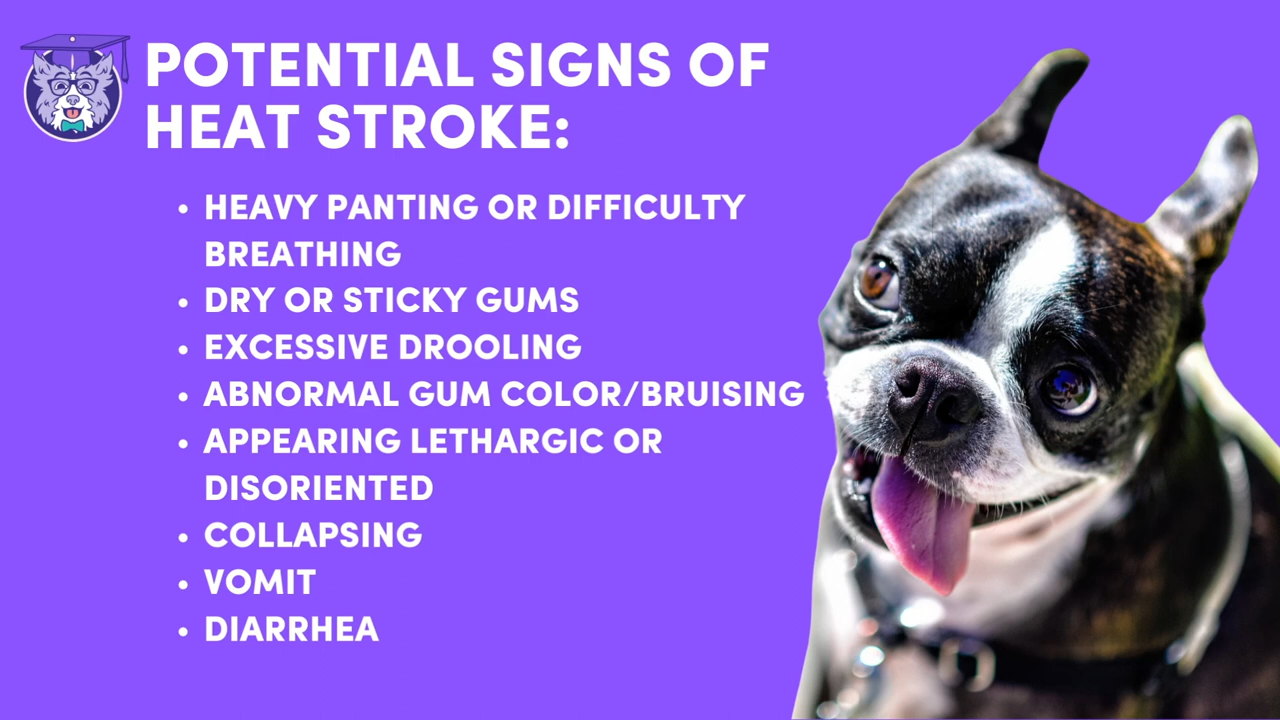 POTENTIAL SIGNS OF
HEAT STROKE:
• HEAVY PANTING OR DIFFICULTY
BREATHING
• DRY OR STICKY GUMS
• EXCESSIVE DROOLING
• ABNORMAL GUM COLOR/BRUISING
• APPEARING LETHARGIC OR
DISORIENTED
• COLLAPSING
• VOMIT
• DIARRHEA